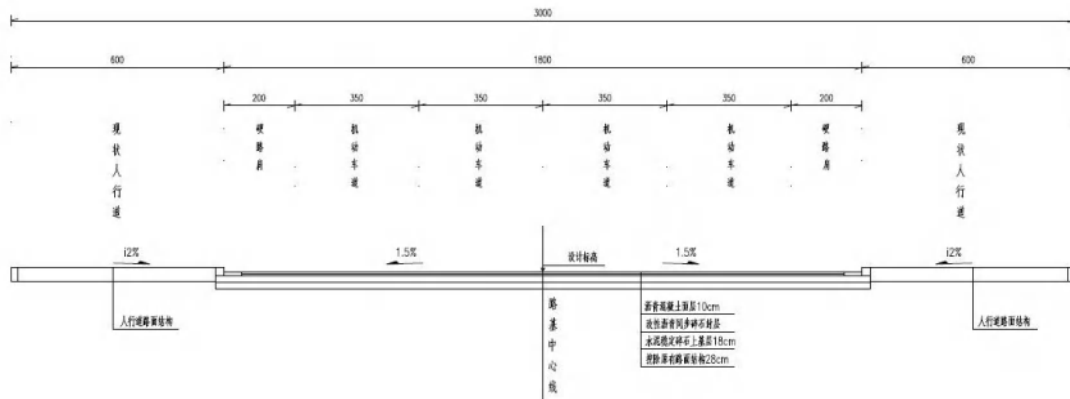 3000
600
1800
600
200
350
350
350
350
200
现状人行道
硬路肩
机动车道
机动车道
机动车道
机动车道
硬路肩
现状人行道
i2%
1.5%
设计标高
1.5%
i2%
人行道路面结构
路基中心线
沥青混凝土面层10cm
改性沥青同步碎石封层
水泥稳定碎石上基层18cm
挖除原有路面结构28cm
人行道路面结构